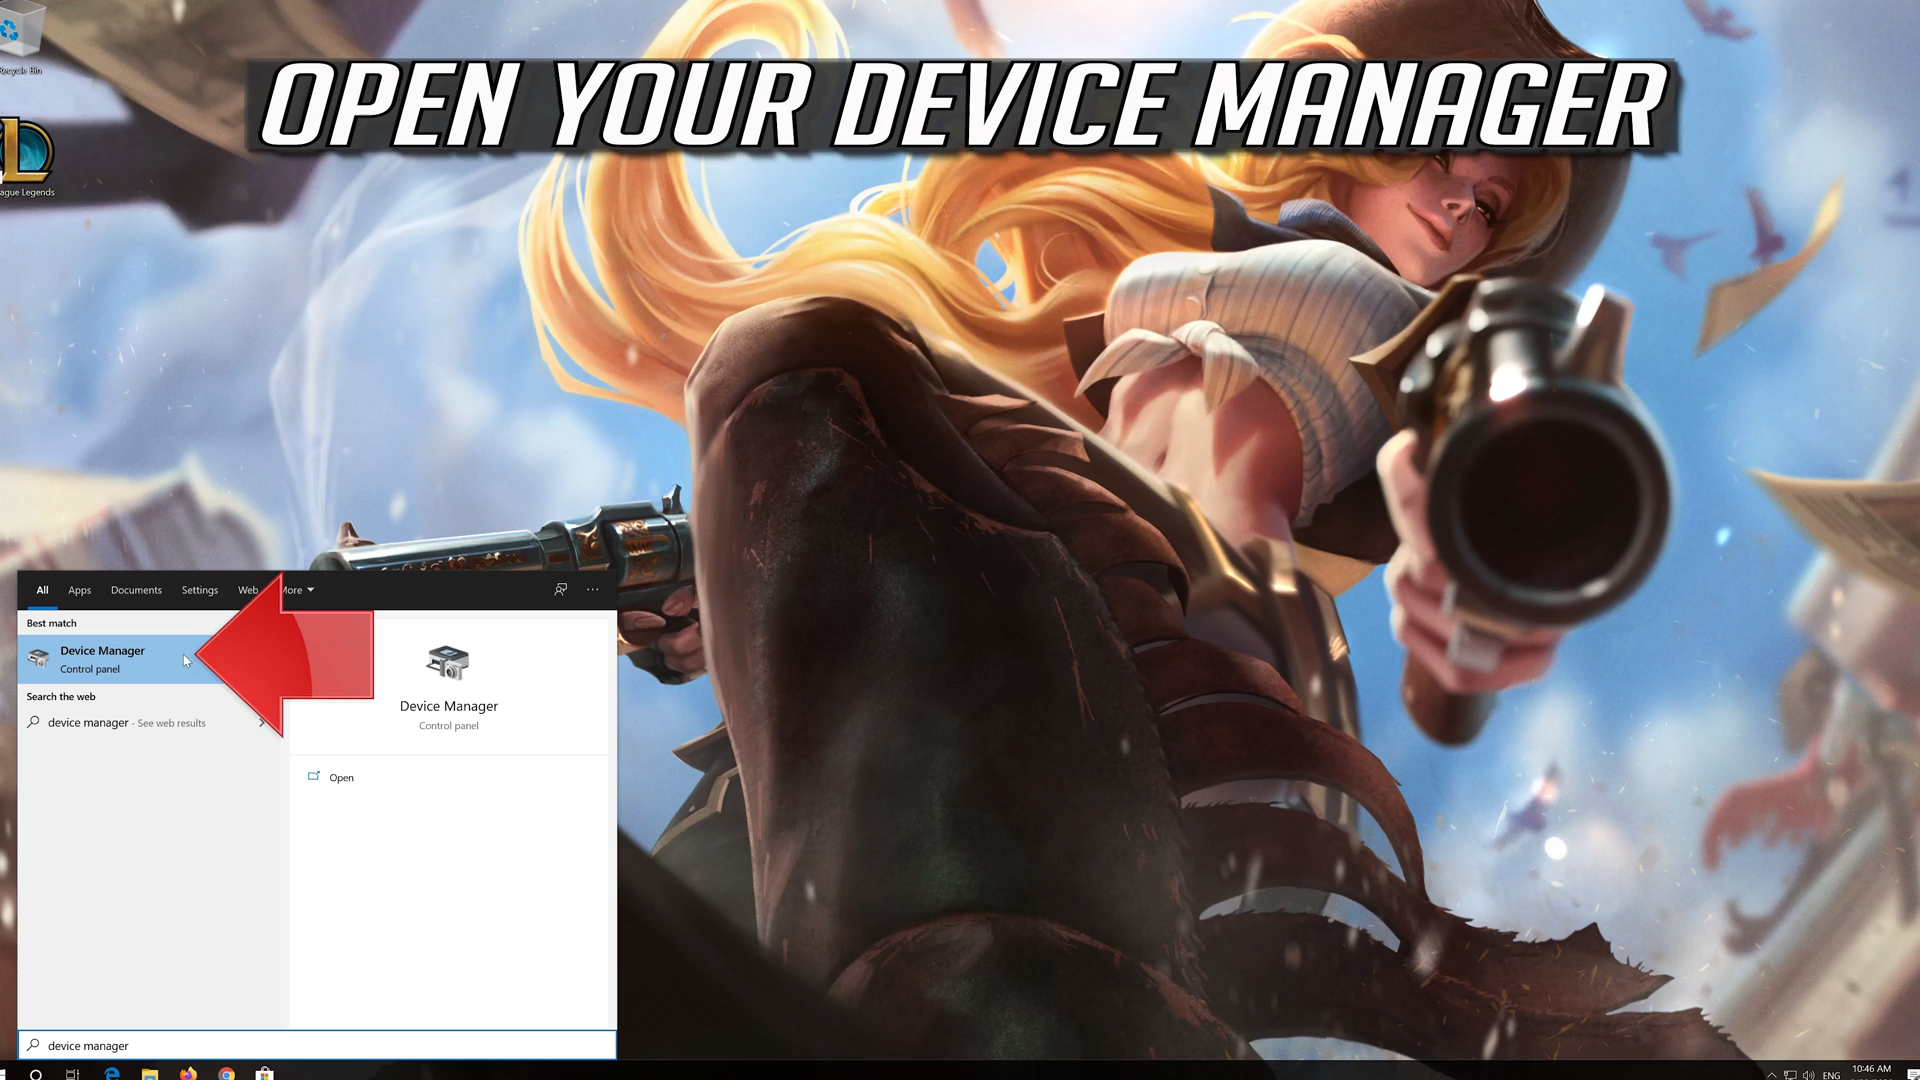 OPEN YOUR DEVICE MANAGER
Recycle Bin
ague Legends
All Apps Documents Settings Web More
Best match
Device Manager
Control panel
Search the web
device manager - See web results
Device Manager
Control panel
Open
device manager
ENG
10:46 AM